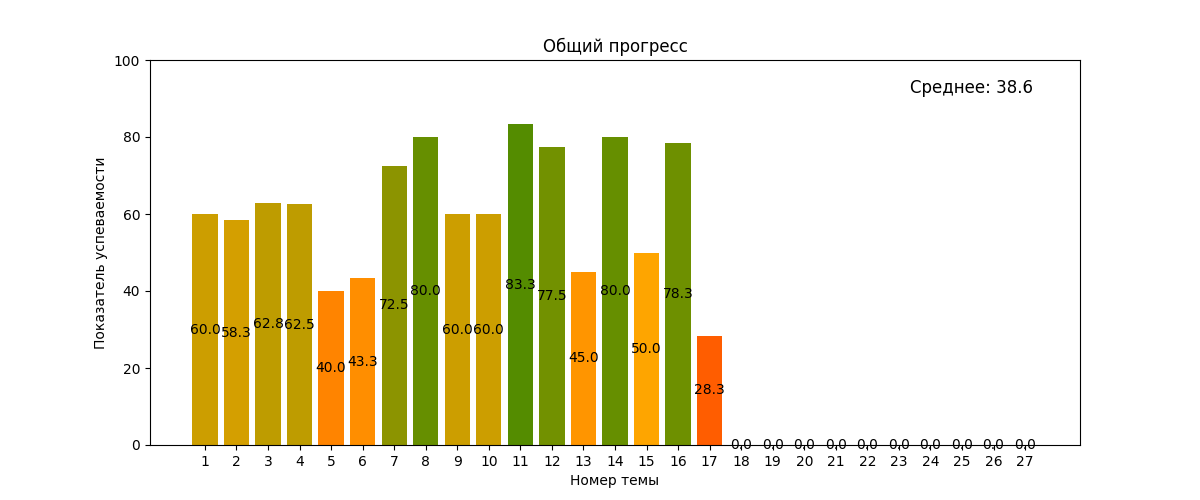 Общий прогресс
Среднее: 38.6
Показатель успеваемости
100
80
60
40
20
0
60.0 58.3 62.8 62.5 40.0 43.3 72.5 80.0 60.0 60.0 83.3 77.5 45.0 80.0 50.0 78.3 28.3 0.0 0.0 0.0 0.0 0.0 0.0 0.0 0.0 0.0 0.0
1 2 3 4 5 6 7 8 9 10 11 12 13 14 15 16 17 18 19 20 21 22 23 24 25 26 27
Номер темы